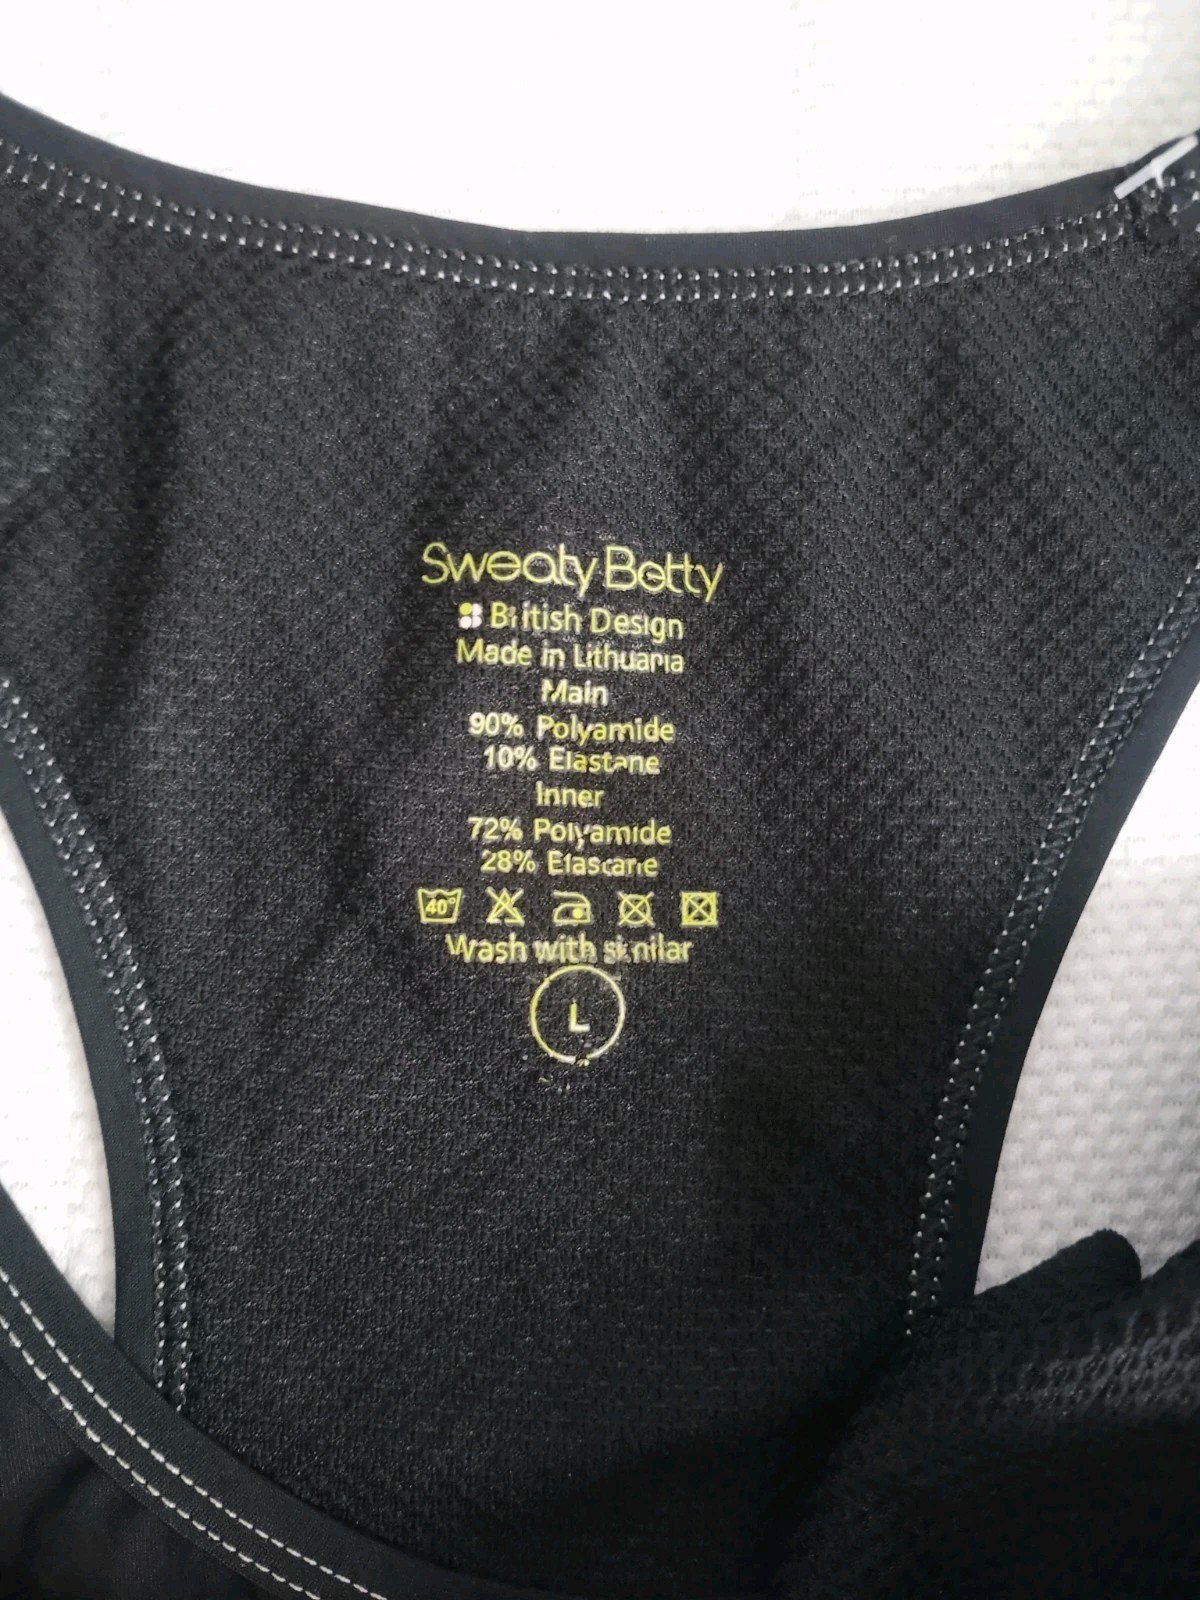 Sweaty Betty
British Design
Made in Lithuania
Main
90% Polyamide
10% Elastane
Inner
72% Polyamide
28% Elastane
40°
Wash with similar
L